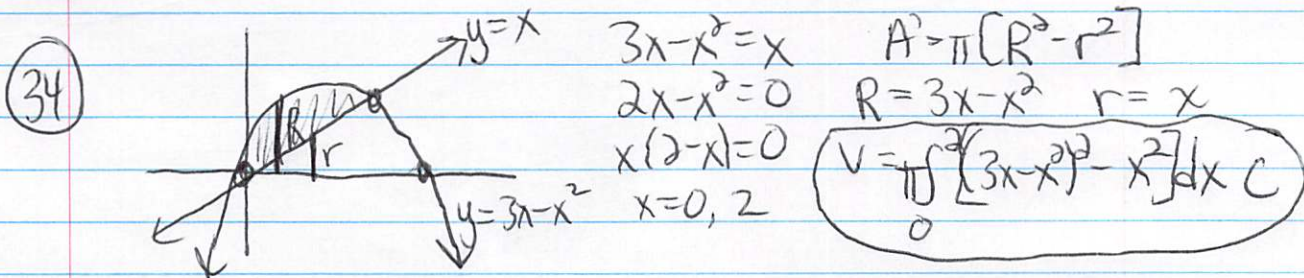 34
y=x
R
r
y=3x-x²
3x-x²=x
2x-x²=0
x(2-x)=0
x=0, 2
A=π[R²-r²]
R=3x-x² r=x
V=π∫₀²[(3x-x²)²-x²]dx C